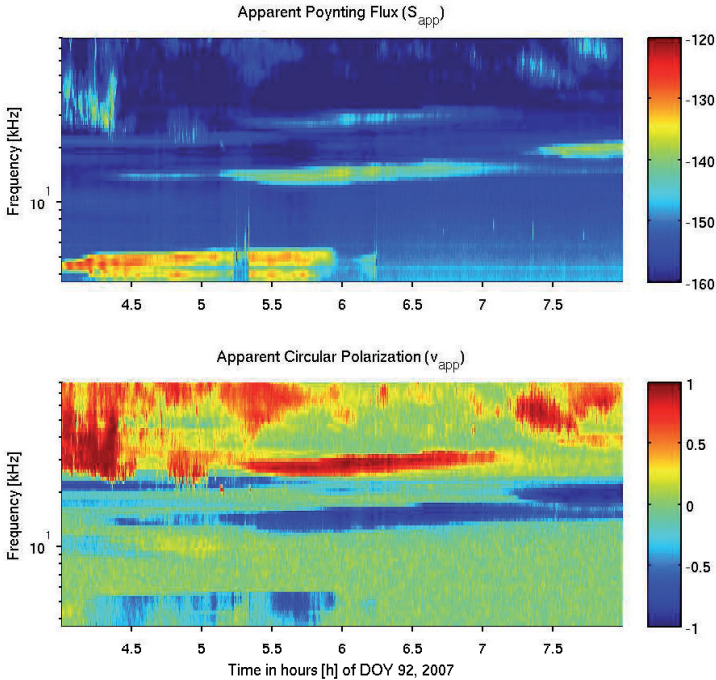 Apparent Poynting Flux (S_app)
Frequency [kHz]
10^1
4.5 5 5.5 6 6.5 7 7.5
-120
-130
-140
-150
-160
Apparent Circular Polarization (v_app)
Frequency [kHz]
10^1
4.5 5 5.5 6 6.5 7 7.5
Time in hours [h] of DOY 92, 2007
1
0.5
0
-0.5
-1